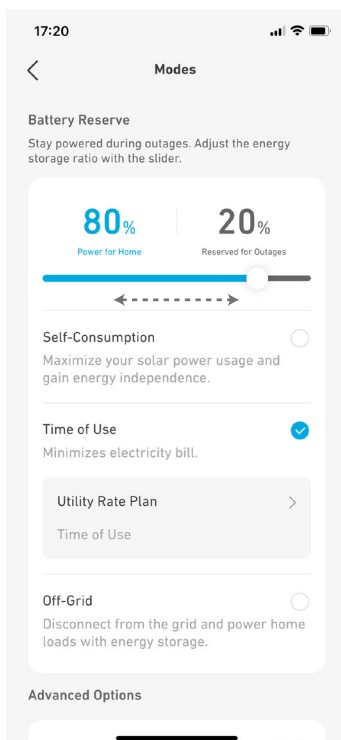 17:20
Modes
Battery Reserve
Stay powered during outages. Adjust the energy
storage ratio with the slider.
80% 20%
Power for Home Reserved for Outages
Self-Consumption
Maximize your solar power usage and
gain energy independence.
Time of Use
Minimizes electricity bill.
Utility Rate Plan
Time of Use
Off-Grid
Disconnect from the grid and power home
loads with energy storage.
Advanced Options